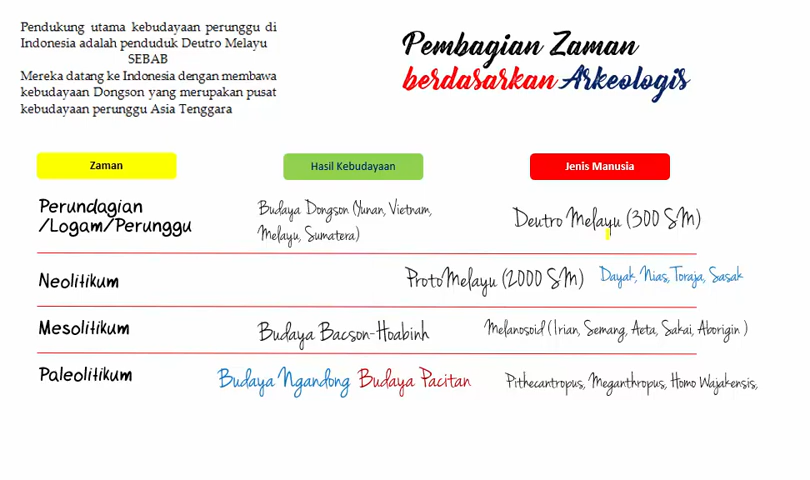 Pendukung utama kebudayaan perunggu di
Indonesia adalah penduduk Deutro Melayu
SEBAB
Mereka datang ke Indonesia dengan membawa
kebudayaan Dongson yang merupakan pusat
kebudayaan perunggu Asia Tenggara
Pembagian Zaman
berdasarkan Arkeologis
Zaman
Hasil Kebudayaan
Jenis Manusia
Perundagian
/Logam/Perunggu
Budaya Dongson (Yunan, Vietnam,
Melayu, Sumatera)
Deutro Melayu (300 SM)
Neolitikum
Proto Melayu (2000 SM)
Dayak, Nias, Toraja, Sasak
Mesolitikum
Budaya Bacson-Hoabinh
Melanosoid (Irian, Semang, Aeta, Sakai, Aborigin )
Paleolitikum
Budaya Ngandong Budaya Pacitan
Pithecantropus, Meganthropus, Homo Wajakensis,